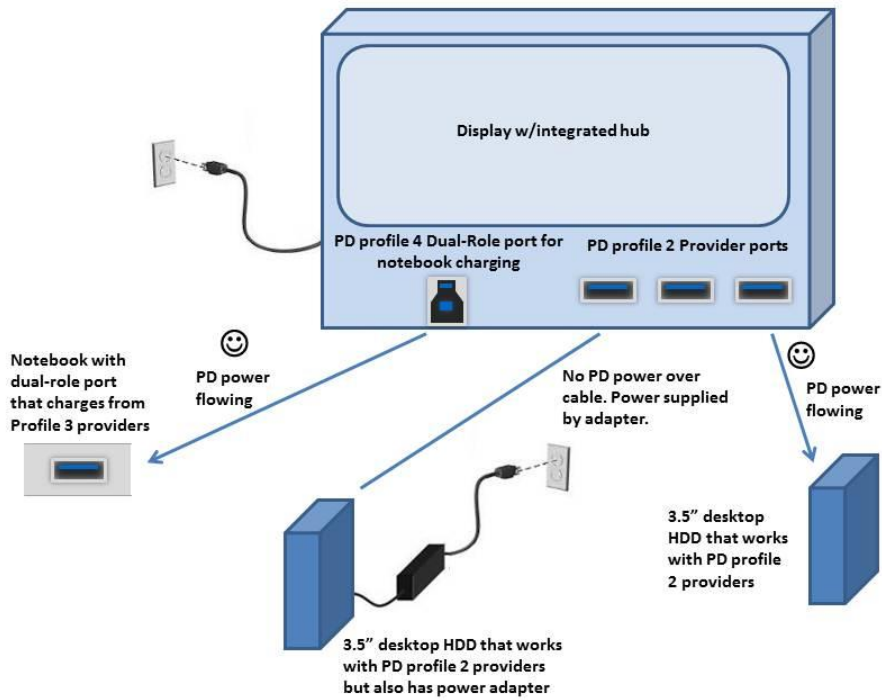 Display w/integrated hub
PD profile 4 Dual-Role port for
notebook charging
PD profile 2 Provider ports
Notebook with
dual-role port
that charges from
Profile 3 providers
PD power
flowing
No PD power over
cable. Power supplied
by adapter.
PD power
flowing
3.5” desktop
HDD that works
with PD profile
2 providers
3.5” desktop HDD that works
with PD profile 2 providers
but also has power adapter